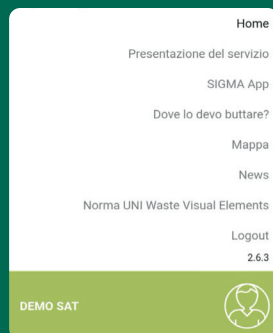 Home
Presentazione del servizio
SIGMA App
Dove lo devo buttare?
Mappa
News
Norma UNI Waste Visual Elements
Logout
2.6.3
DEMO SAT